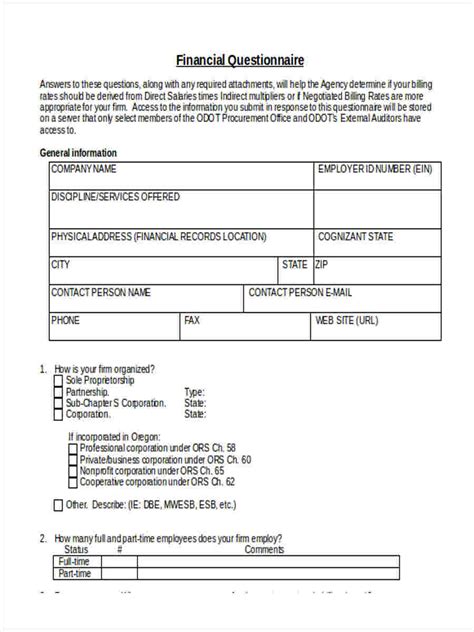 Financial Questionnaire
Answers to these questions, along with any required attachments, will help the Agency determine if your billing
rates should be derived from Direct Salaries times Indirect multipliers or if Negotiated Billing Rates are more
appropriate for your firm. Access to the information you submit in response to this questionnaire will be stored
on a server that only select members of the ODOT Procurement Office and ODOT's External Auditors have
access to.
General information
COMPANY NAME EMPLOYER ID NUMBER (EIN)
DISCIPLINE/SERVICES OFFERED
PHYSICAL ADDRESS (FINANCIAL RECORDS LOCATION) COGNIZANT STATE
CITY STATE ZIP
CONTACT PERSON NAME CONTACT PERSON E-MAIL
PHONE FAX WEB SITE (URL)
1. How is your firm organized?
Sole Proprietorship
Partnership. Type:
Sub-Chapter S Corporation. State:
Corporation. State:
If incorporated in Oregon:
Professional corporation under ORS Ch. 58
Private/business corporation under ORS Ch. 60
Nonprofit corporation under ORS Ch. 65
Cooperative corporation under ORS Ch. 62
Other. Describe: (IE: DBE, MWESB, ESB, etc.)
2. How many full and part-time employees does your firm employ?
Status # Comments
Full-time
Part-time